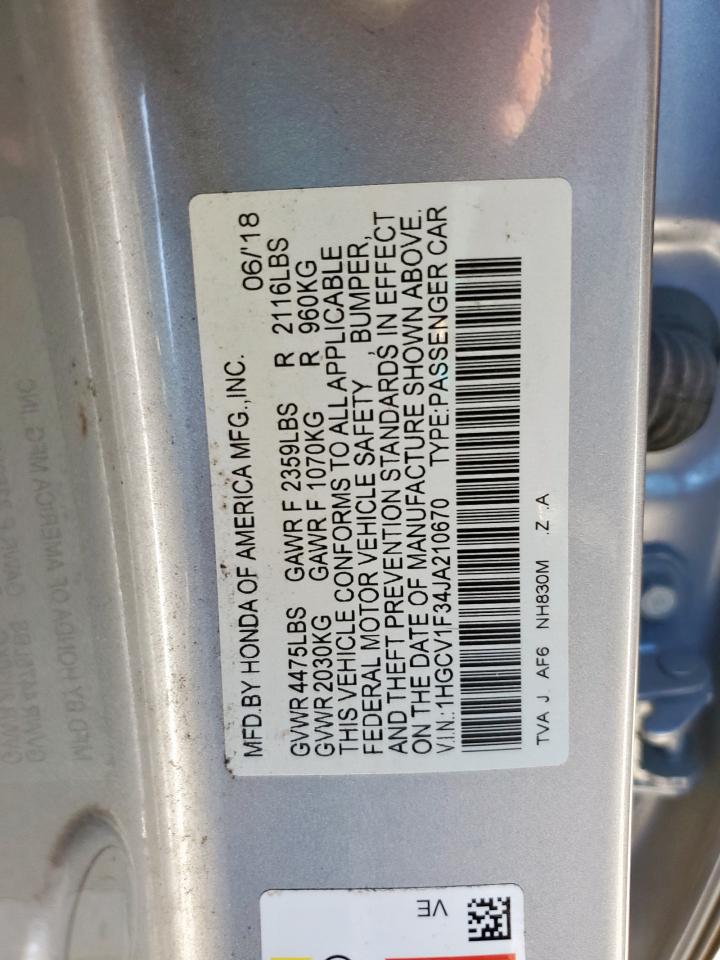 MFD. BY HONDA OF AMERICA MFG., INC. 06/'18
GVWR 4475LBS GAWR F 2359LBS R 2116LBS
GVWR 2030KG GAWR F 1070KG R 960KG
THIS VEHICLE CONFORMS TO ALL APPLICABLE
FEDERAL MOTOR VEHICLE SAFETY , BUMPER,
AND THEFT PREVENTION STANDARDS IN EFFECT
ON THE DATE OF MANUFACTURE SHOWN ABOVE.
V.I.N.: 1HGCV1F34JA210670 TYPE:PASSENGER CAR
TVA J AF6 NH830M .Z .A
VE